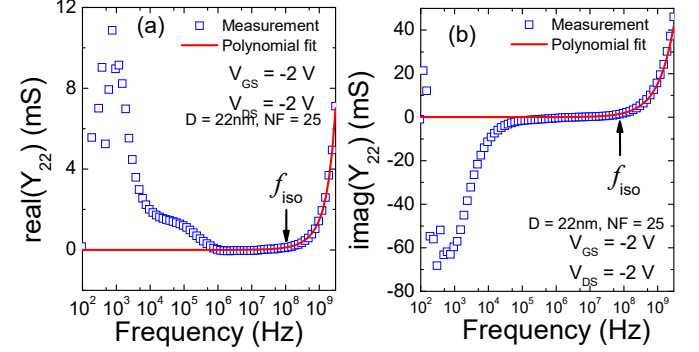 (a)
Measurement
Polynomial fit
V_GS = -2 V
V_DS = -2 V
D = 22nm, NF = 25
f_iso
real(Y_22) (mS)
12
8
4
0
10^2 10^3 10^4 10^5 10^6 10^7 10^8 10^9
Frequency (Hz)
(b)
Measurement
Polynomial fit
f_iso
D = 22nm, NF = 25
V_GS = -2 V
V_DS = -2 V
imag(Y_22) (mS)
40
20
0
-20
-40
-60
-80
10^2 10^3 10^4 10^5 10^6 10^7 10^8 10^9
Frequency (Hz)